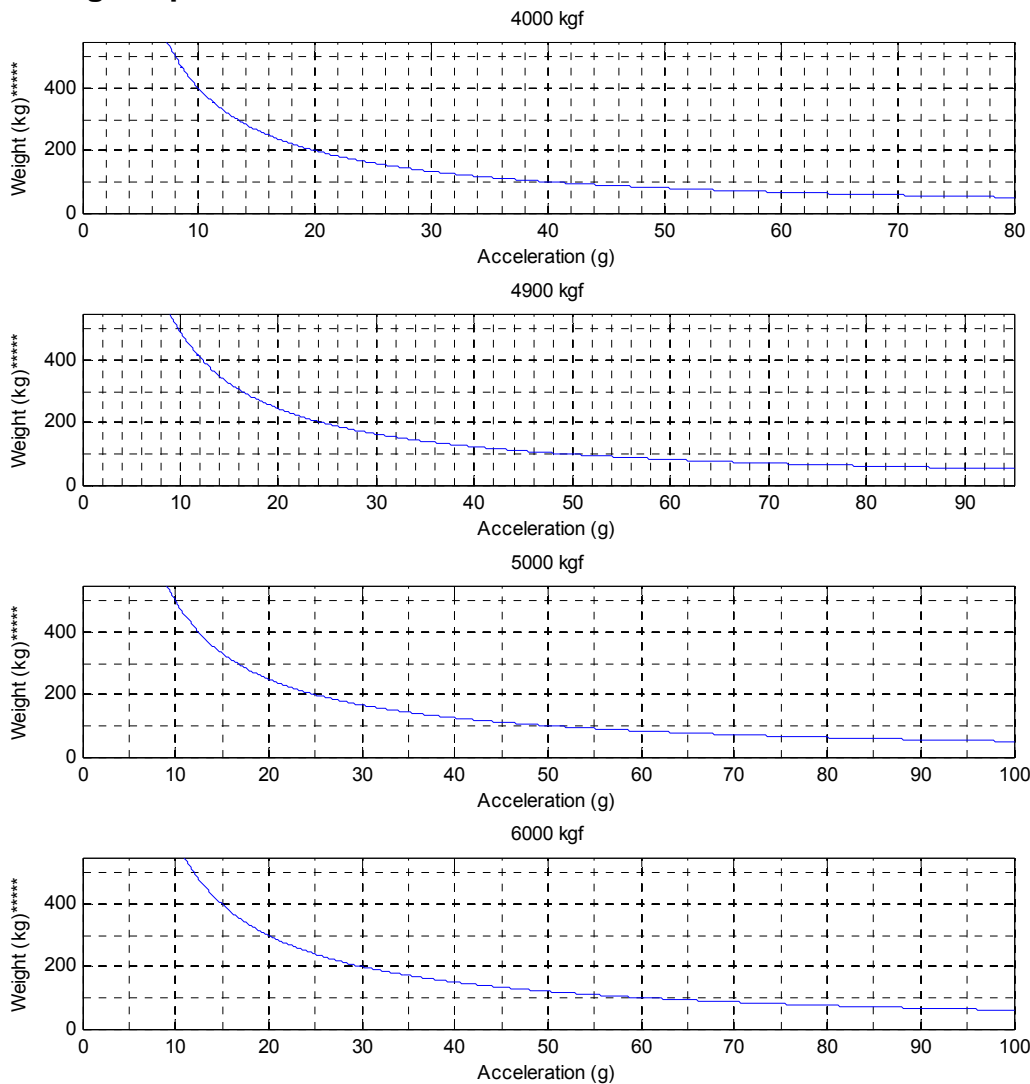 4000 kgf
Weight (kg)*****
400
200
0
0 10 20 30 40 50 60 70 80
Acceleration (g)
4900 kgf
Weight (kg)*****
400
200
0
0 10 20 30 40 50 60 70 80 90
Acceleration (g)
5000 kgf
Weight (kg)*****
400
200
0
0 10 20 30 40 50 60 70 80 90 100
Acceleration (g)
6000 kgf
Weight (kg)*****
400
200
0
0 10 20 30 40 50 60 70 80 90 100
Acceleration (g)